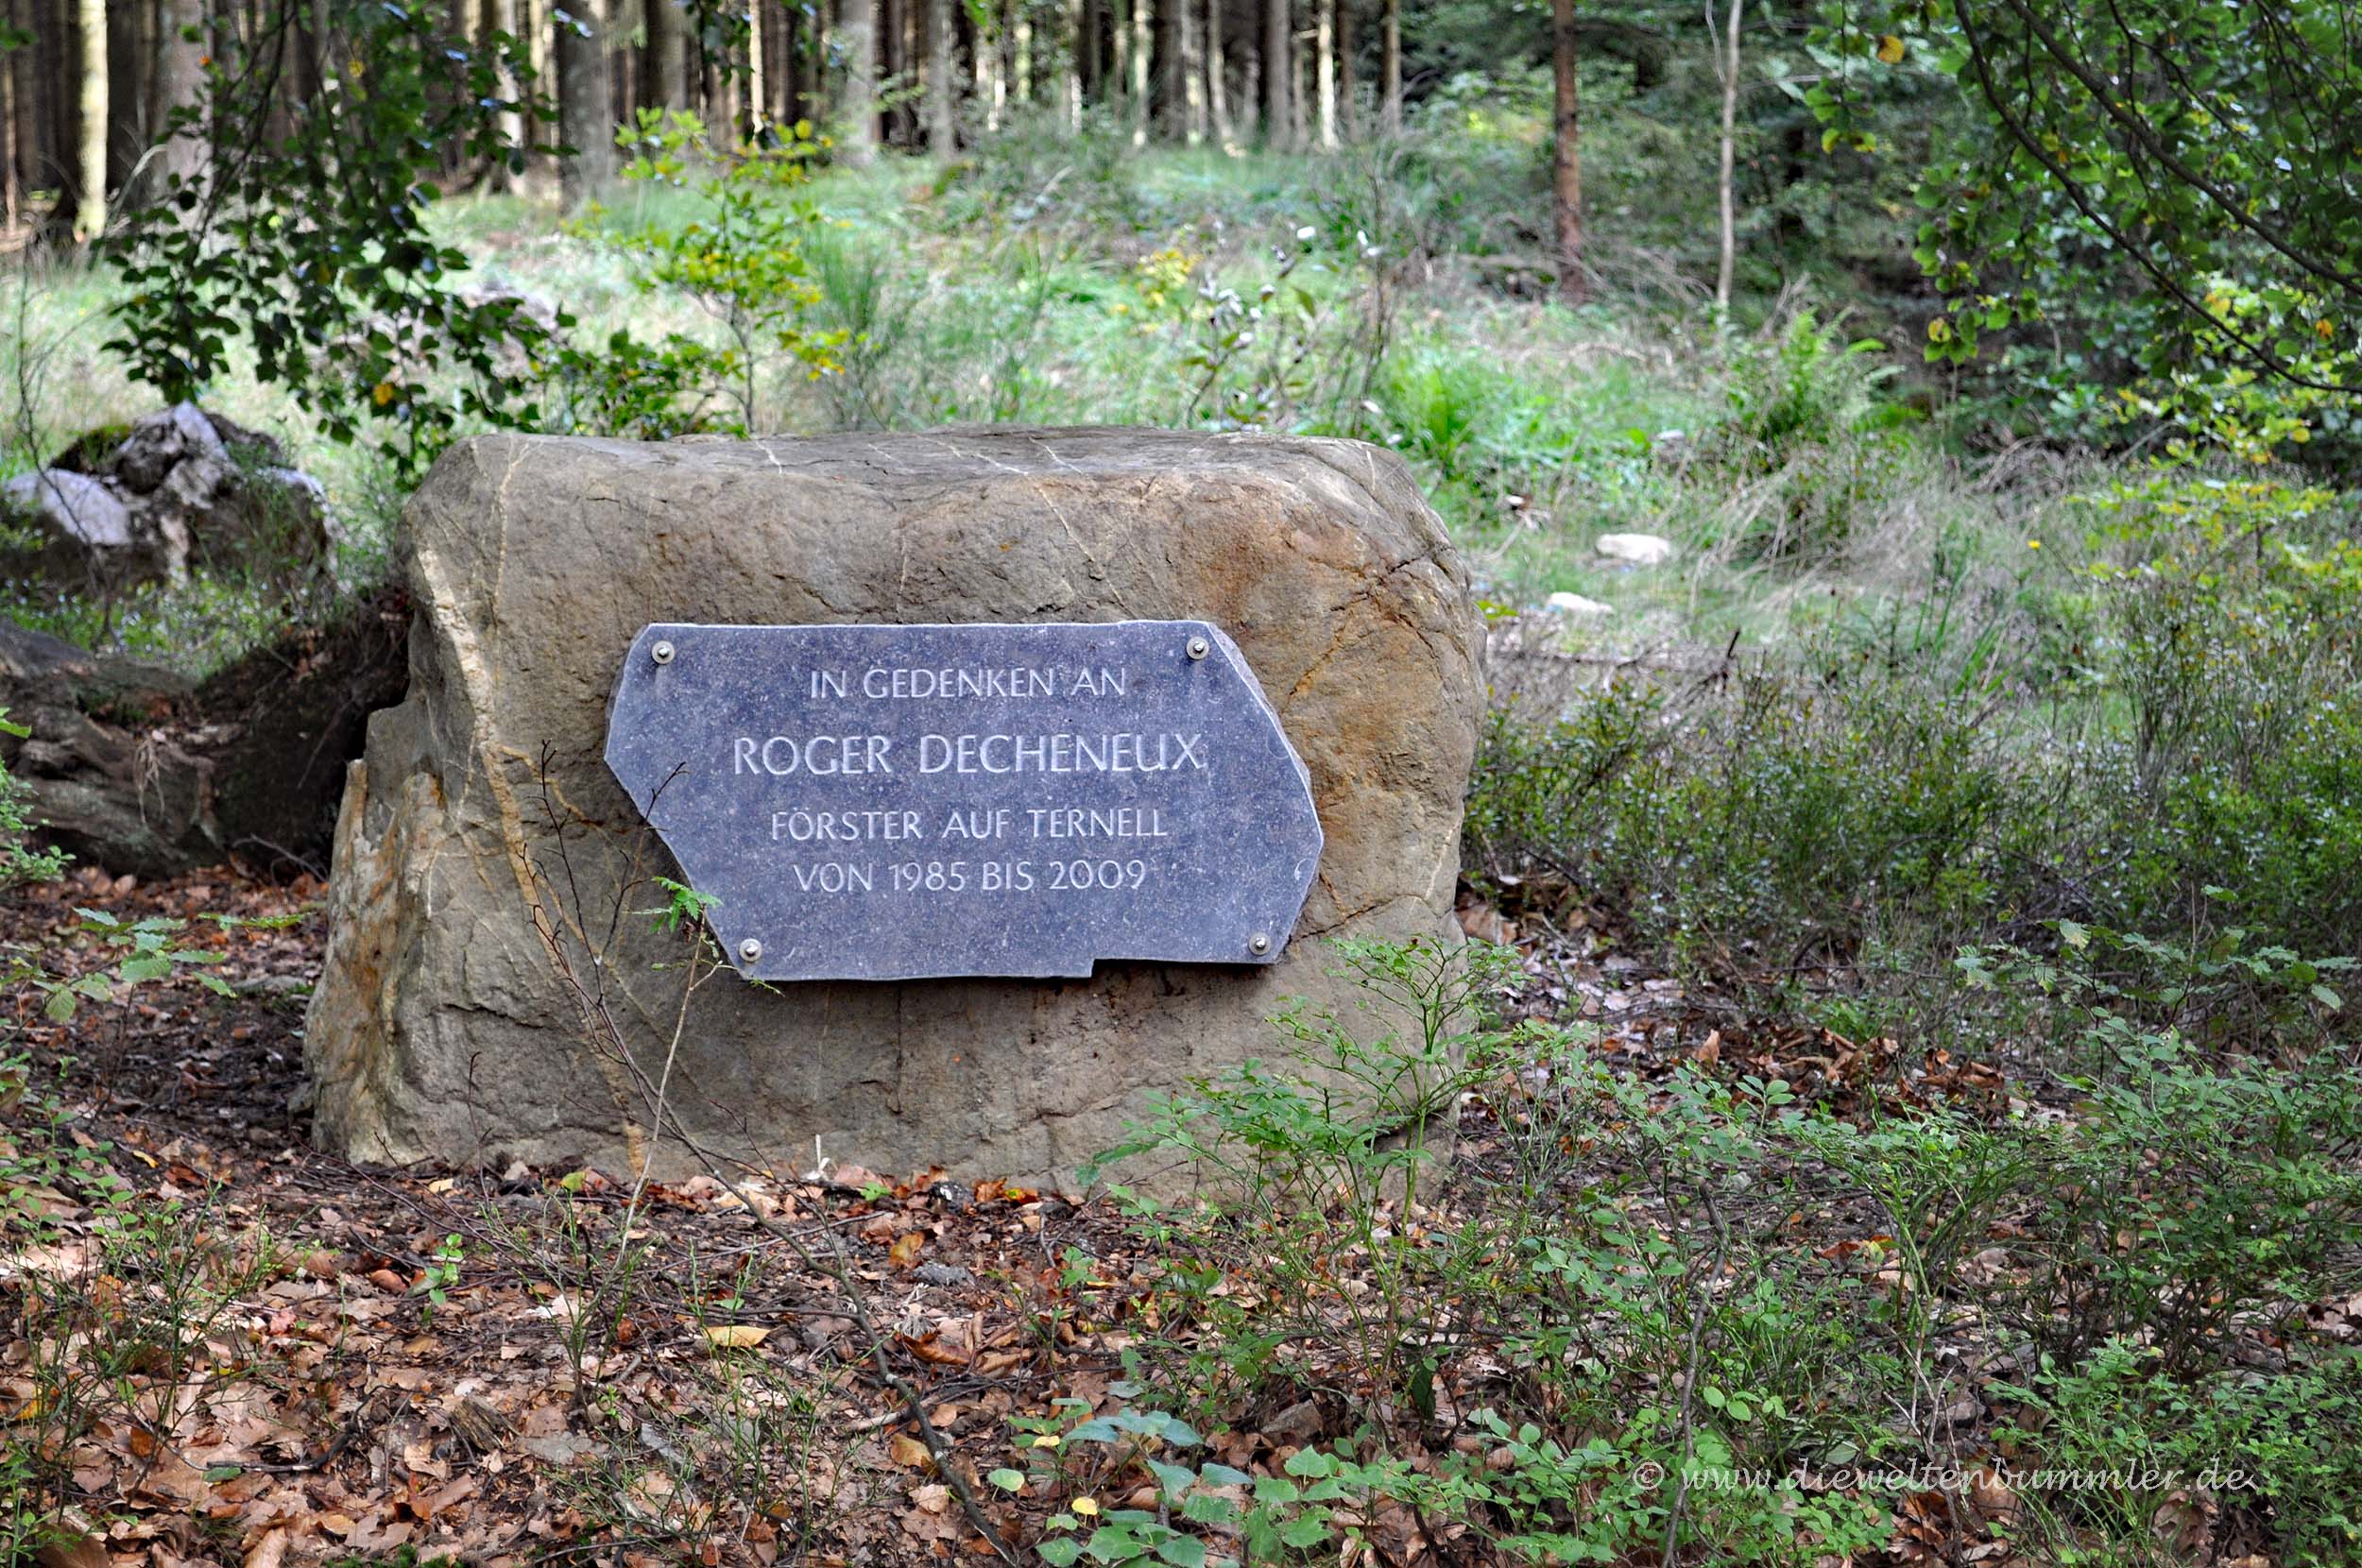 IN GEDENKEN AN
ROGER DECHENEUX
FÖRSTER AUF TERNELL
VON 1985 BIS 2009
© www.dieweltenbummler.de